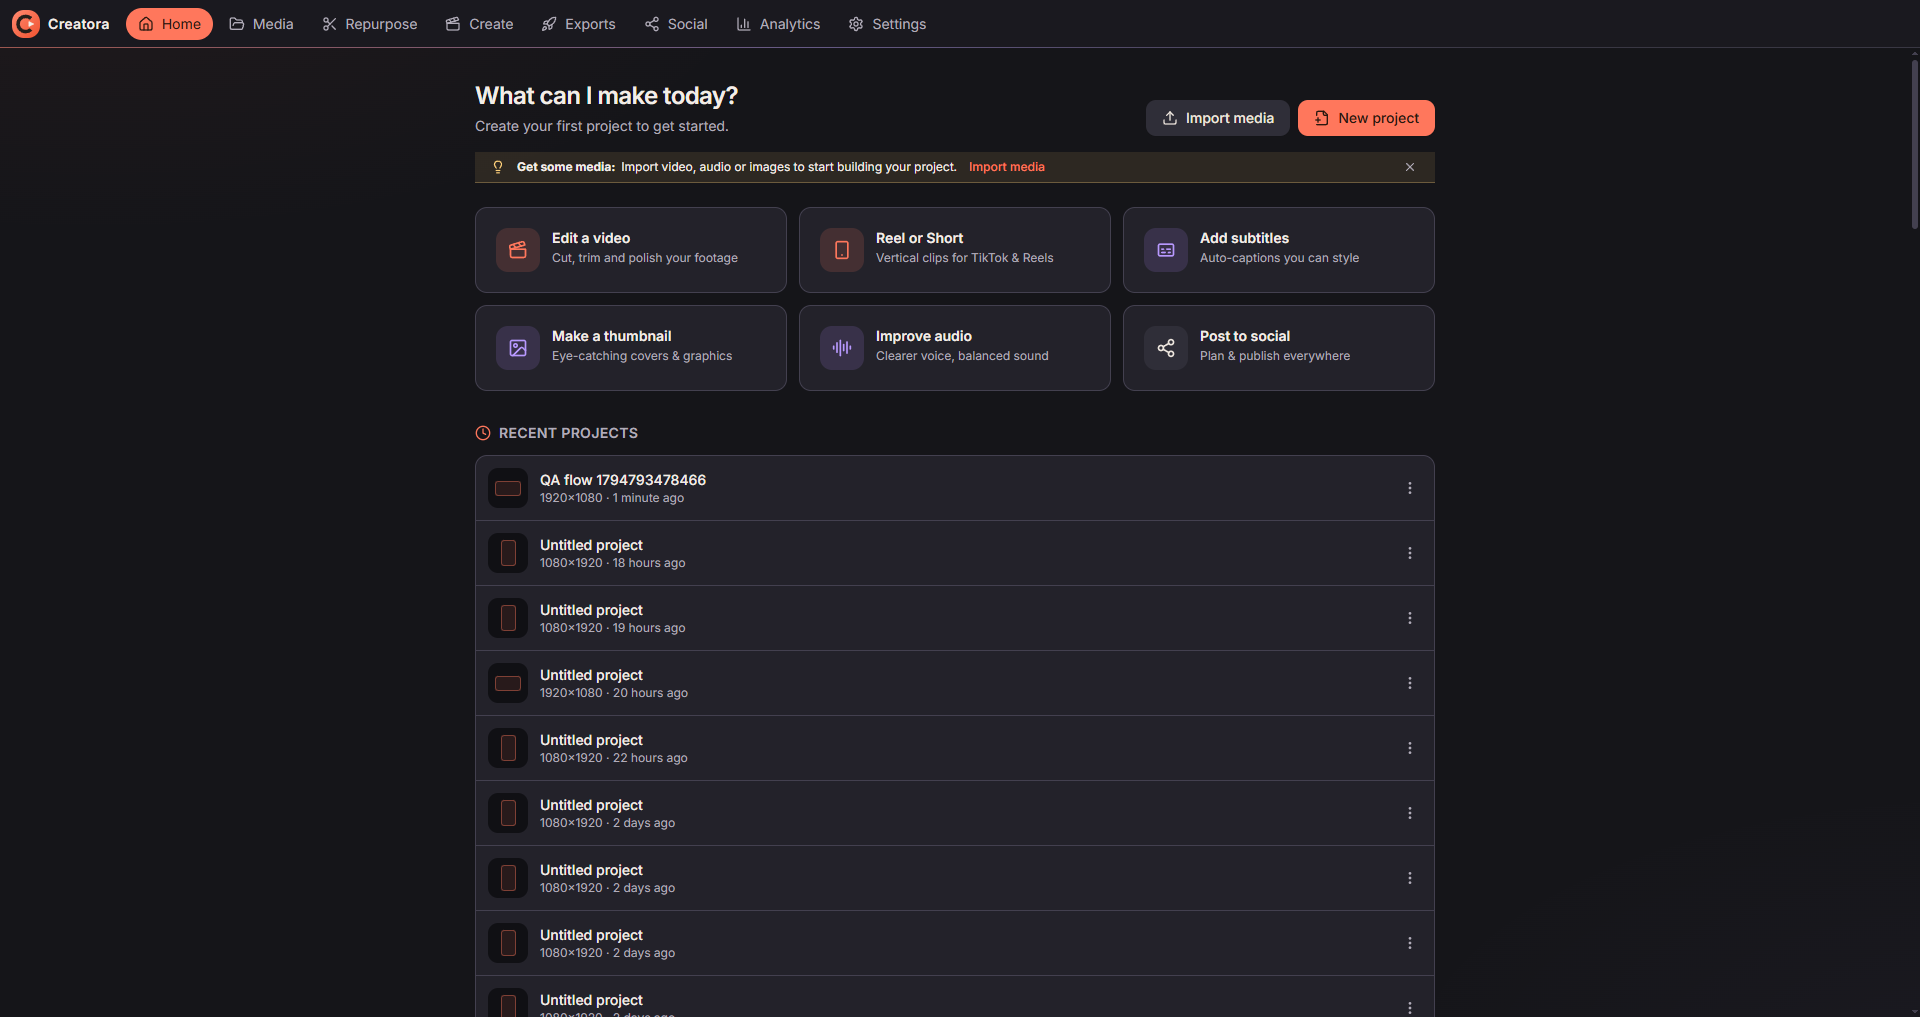 Creatora
Home
Media
Repurpose
Create
Exports
Social
Analytics
Settings
What can I make today?
Create your first project to get started.
Import media
New project
Get some media: Import video, audio or images to start building your project. Import media
Edit a video
Cut, trim and polish your footage
Reel or Short
Vertical clips for TikTok & Reels
Add subtitles
Auto-captions you can style
Make a thumbnail
Eye-catching covers & graphics
Improve audio
Clearer voice, balanced sound
Post to social
Plan & publish everywhere
RECENT PROJECTS
QA flow 1794793478466
1920×1080 · 1 minute ago
Untitled project
1080×1920 · 18 hours ago
Untitled project
1080×1920 · 19 hours ago
Untitled project
1920×1080 · 20 hours ago
Untitled project
1080×1920 · 22 hours ago
Untitled project
1080×1920 · 2 days ago
Untitled project
1080×1920 · 2 days ago
Untitled project
1080×1920 · 2 days ago
Untitled project